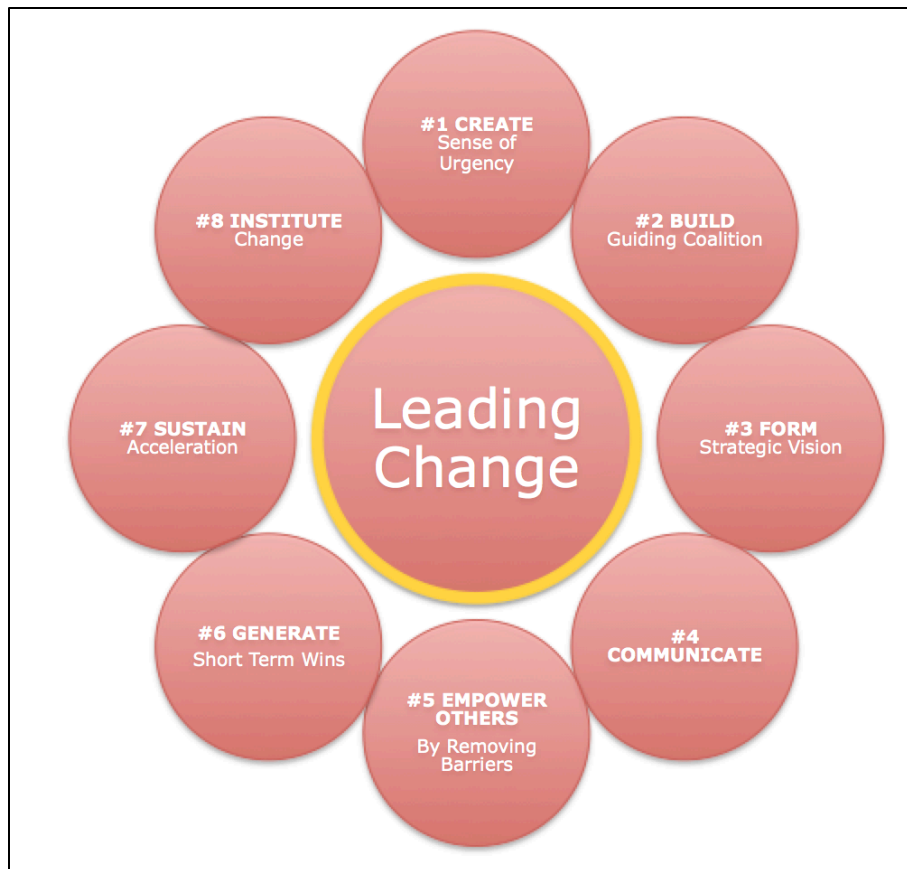 #1 CREATE
Sense of
Urgency
#2 BUILD
Guiding Coalition
#3 FORM
Strategic Vision
#4
COMMUNICATE
#5 EMPOWER
OTHERS
By Removing
Barriers
#6 GENERATE
Short Term Wins
#7 SUSTAIN
Acceleration
#8 INSTITUTE
Change
Leading
Change